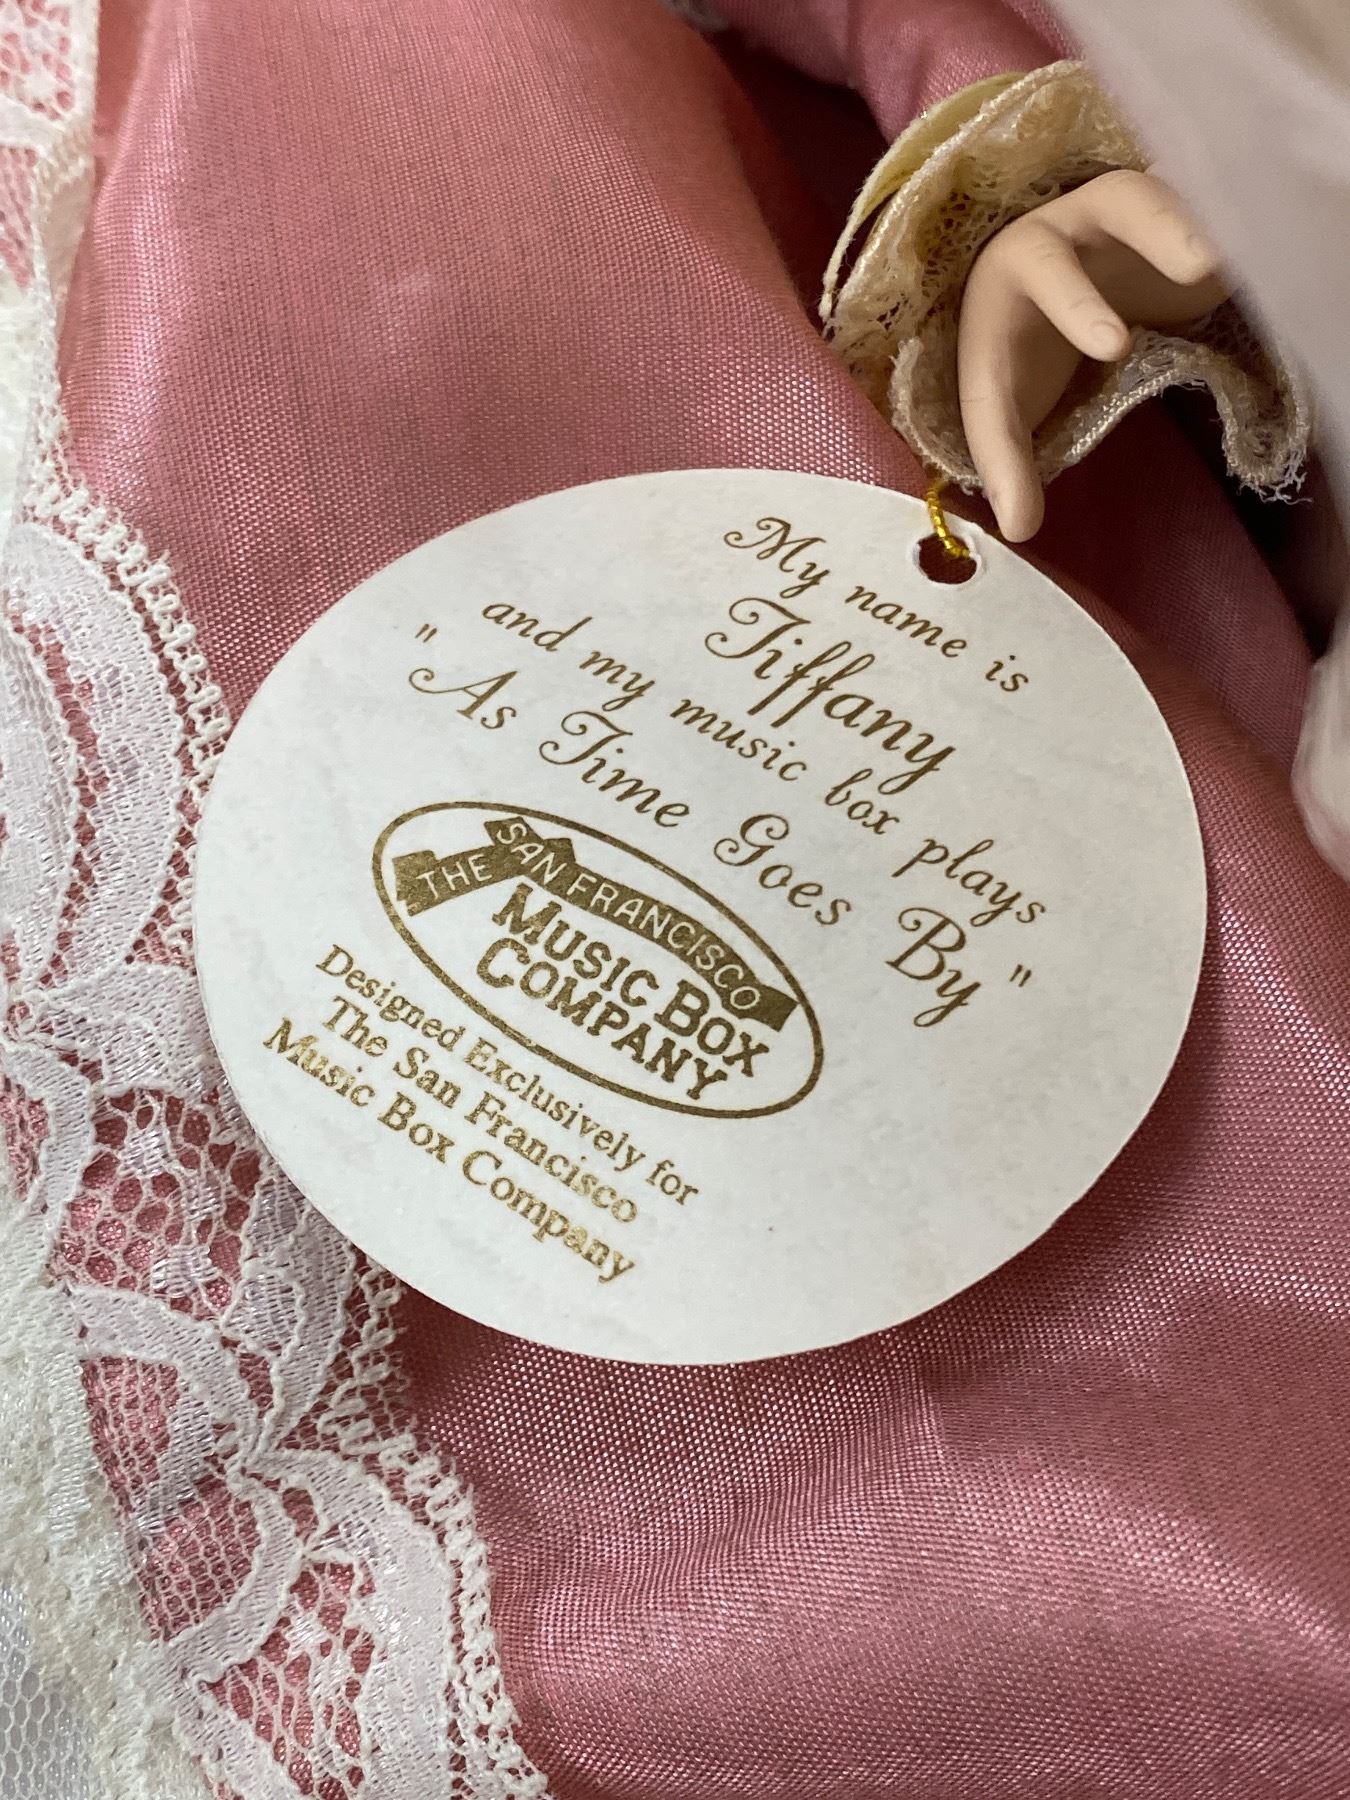 My name is
Tiffany
and my music box plays
"As Time Goes By"
THE SAN FRANCISCO
MUSIC BOX
COMPANY
Designed Exclusively for
The San Francisco
Music Box Company